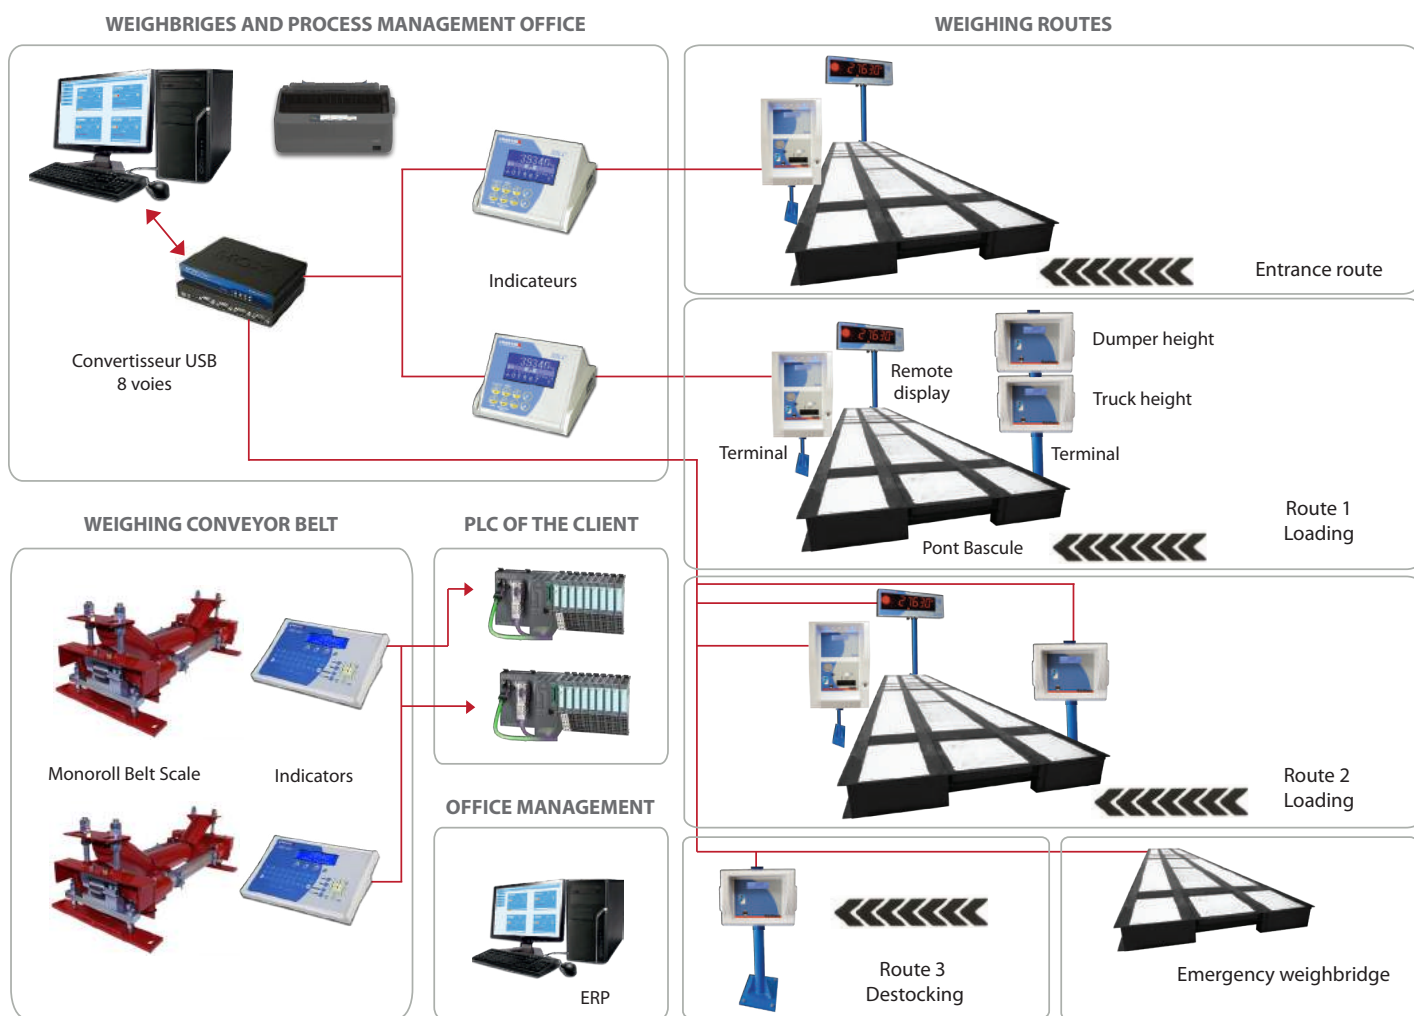 WEIGHBRIGES AND PROCESS MANAGEMENT OFFICE
WEIGHING ROUTES
Indicateurs
Convertisseur USB
8 voies
Entrance route
Dumper height
Remote
display
Truck height
Terminal
Terminal
Route 1
Loading
Pont Bascule
WEIGHING CONVEYOR BELT
PLC OF THE CLIENT
Monoroll Belt Scale
Indicators
Route 2
Loading
OFFICE MANAGEMENT
ERP
Route 3
Destocking
Emergency weighbridge